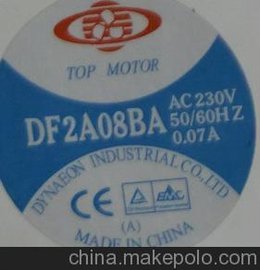 TOP MOTOR
DF2A08BA
AC 230V
50/60HZ
0.07A
DYNAEON INDUSTRIAL CO., LTD
CE
EMC
(A)
MADE IN CHINA
china.makepolo.com